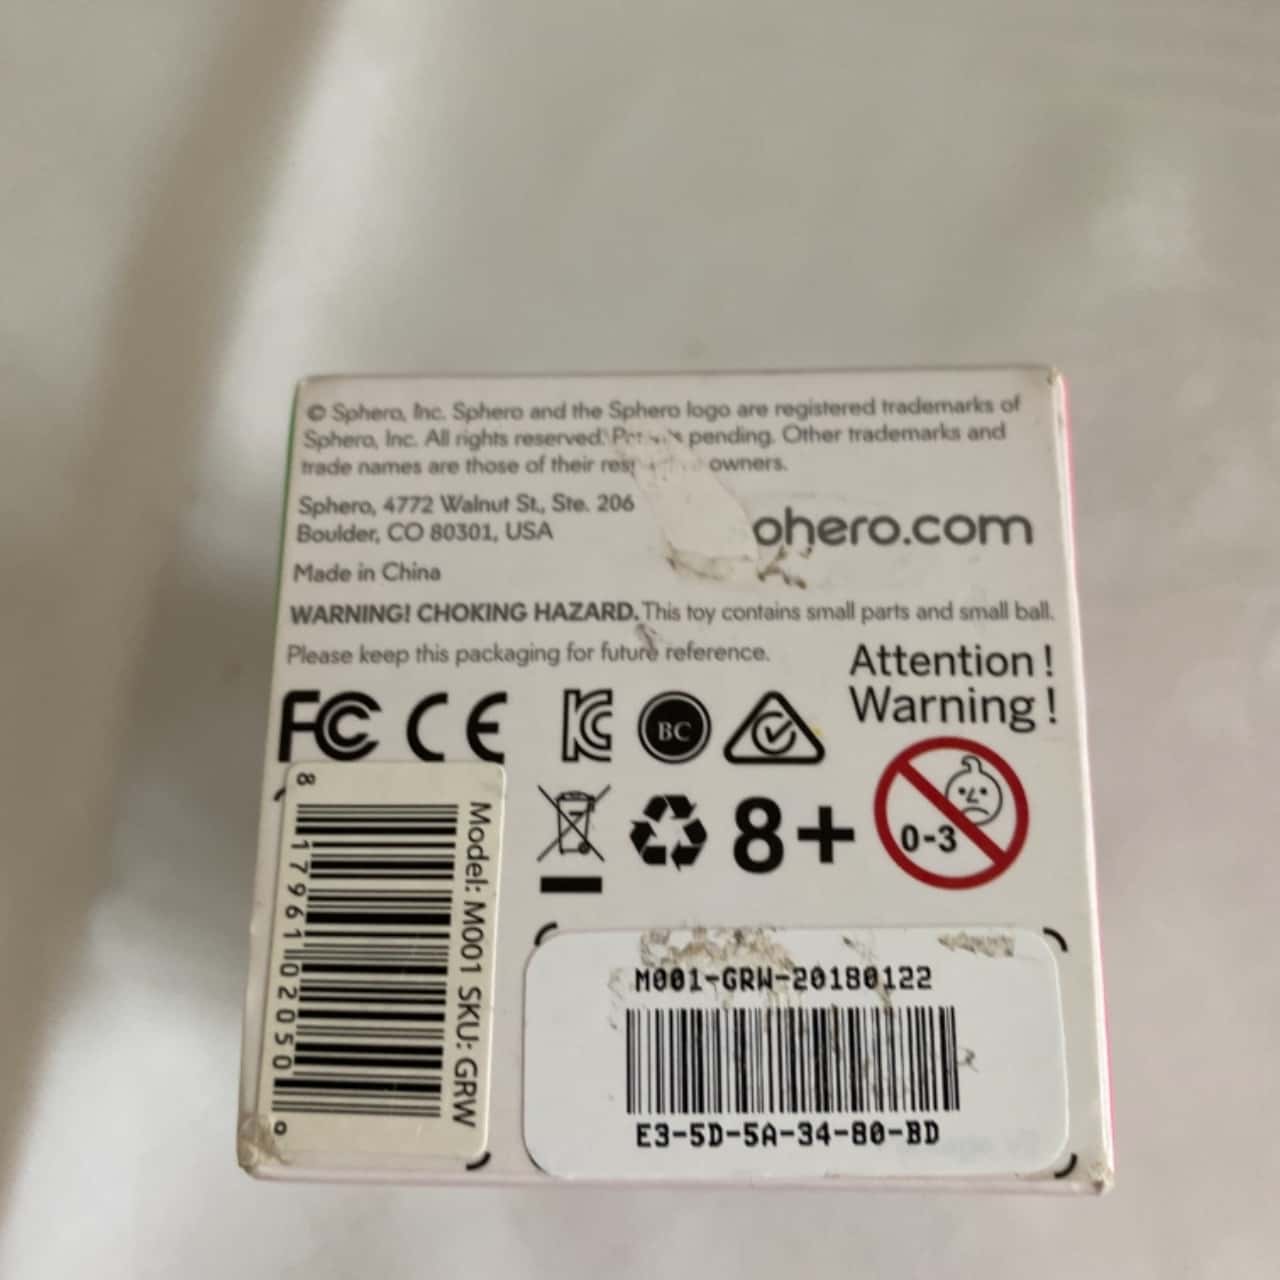 © Sphero, Inc. Sphero and the Sphero logo are registered trademarks of
Sphero, Inc. All rights reserved. pending. Other trademarks and
trade names are those of their owners.
Sphero, 4772 Walnut St., Ste. 206
Boulder, CO 80301, USA
phero.com
Made in China
WARNING! CHOKING HAZARD. This toy contains small parts and small ball.
Please keep this packaging for future reference.
Attention !
Warning !
FC CE
BC
8+
0-3
Model: M001 SKU: GRW
8 17961 02050 0
M001-GRW-20180122
E3-5D-5A-34-80-BD